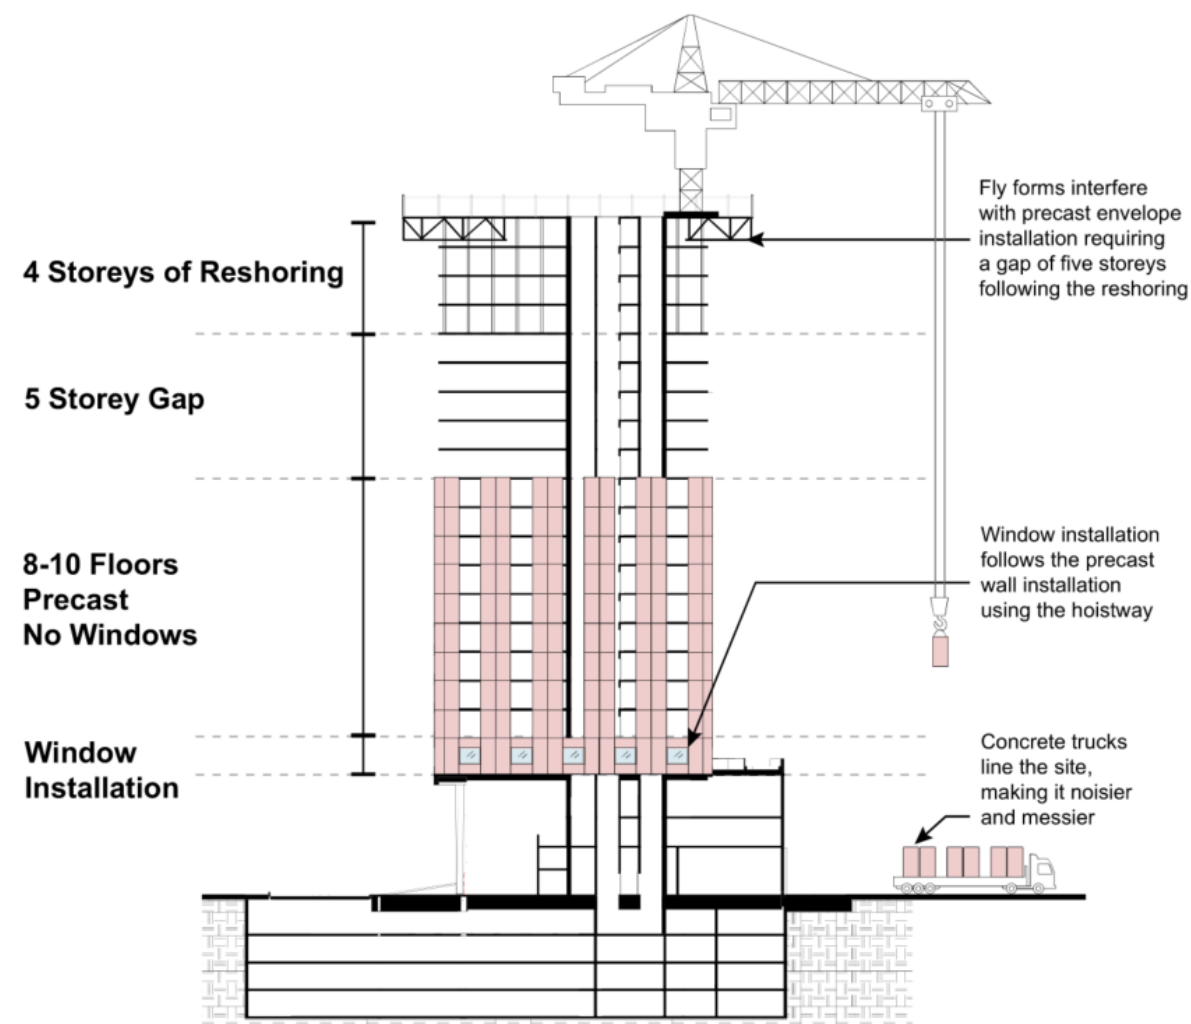 4 Storeys of Reshoring
5 Storey Gap
8-10 Floors
Precast
No Windows
Window
Installation
Fly forms interfere
with precast envelope
installation requiring
a gap of five storeys
following the reshoring
Window installation
follows the precast
wall installation
using the hoistway
Concrete trucks
line the site,
making it noisier
and messier